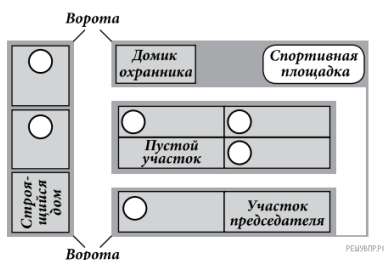 Ворота
Домик
охранника
Спортивная
площадка
Пустой
участок
Строя-
щийся
дом
Участок
председателя
Ворота
РЕШУВПР.РФ